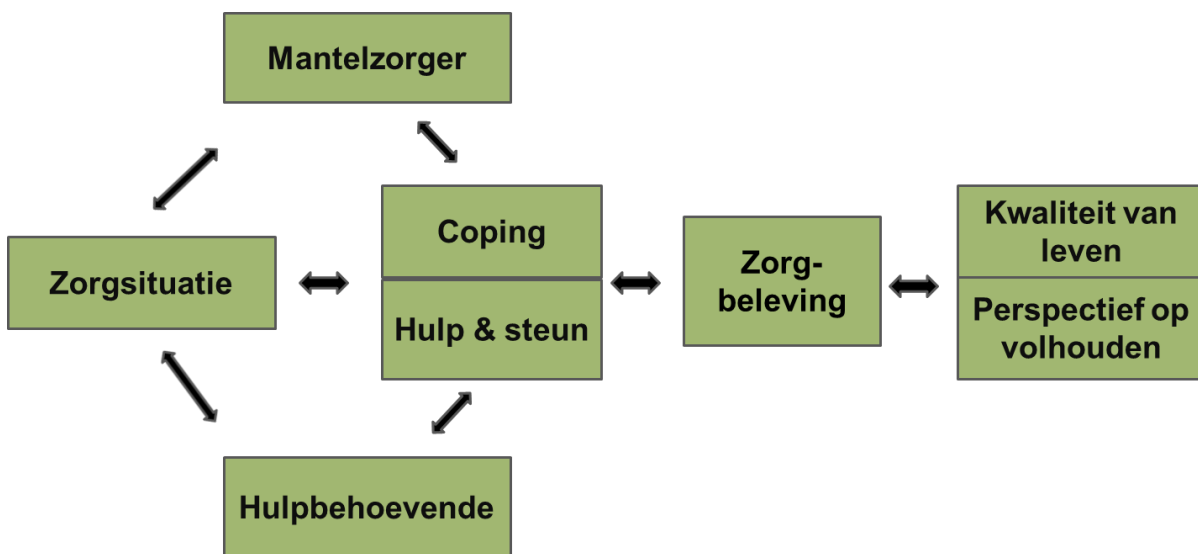 Mantelzorger
Zorgsituatie
Coping
Hulp & steun
Hulpbehoevende
Zorg-
beleving
Kwaliteit van
leven
Perspectief op
volhouden